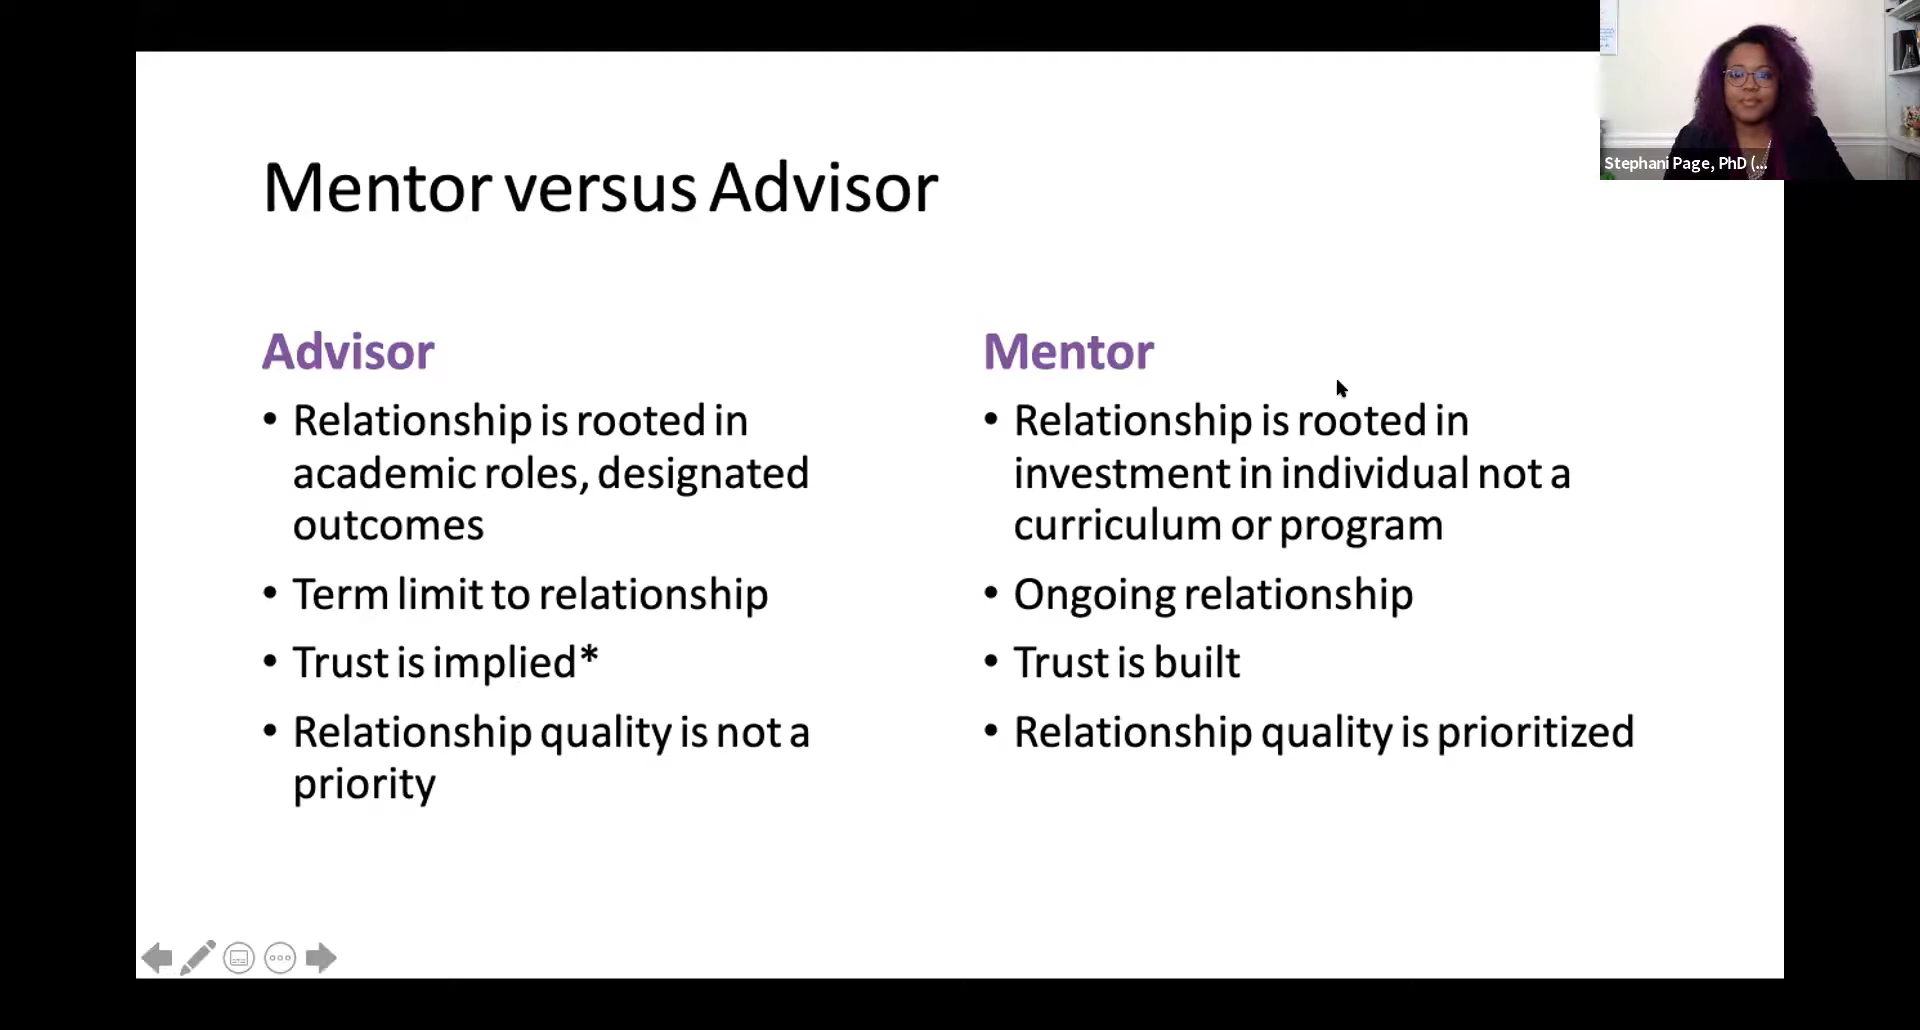 Stephani Page, PhD (...
Mentor versus Advisor
Advisor
• Relationship is rooted in
academic roles, designated
outcomes
• Term limit to relationship
• Trust is implied*
• Relationship quality is not a
priority
Mentor
• Relationship is rooted in
investment in individual not a
curriculum or program
• Ongoing relationship
• Trust is built
• Relationship quality is prioritized